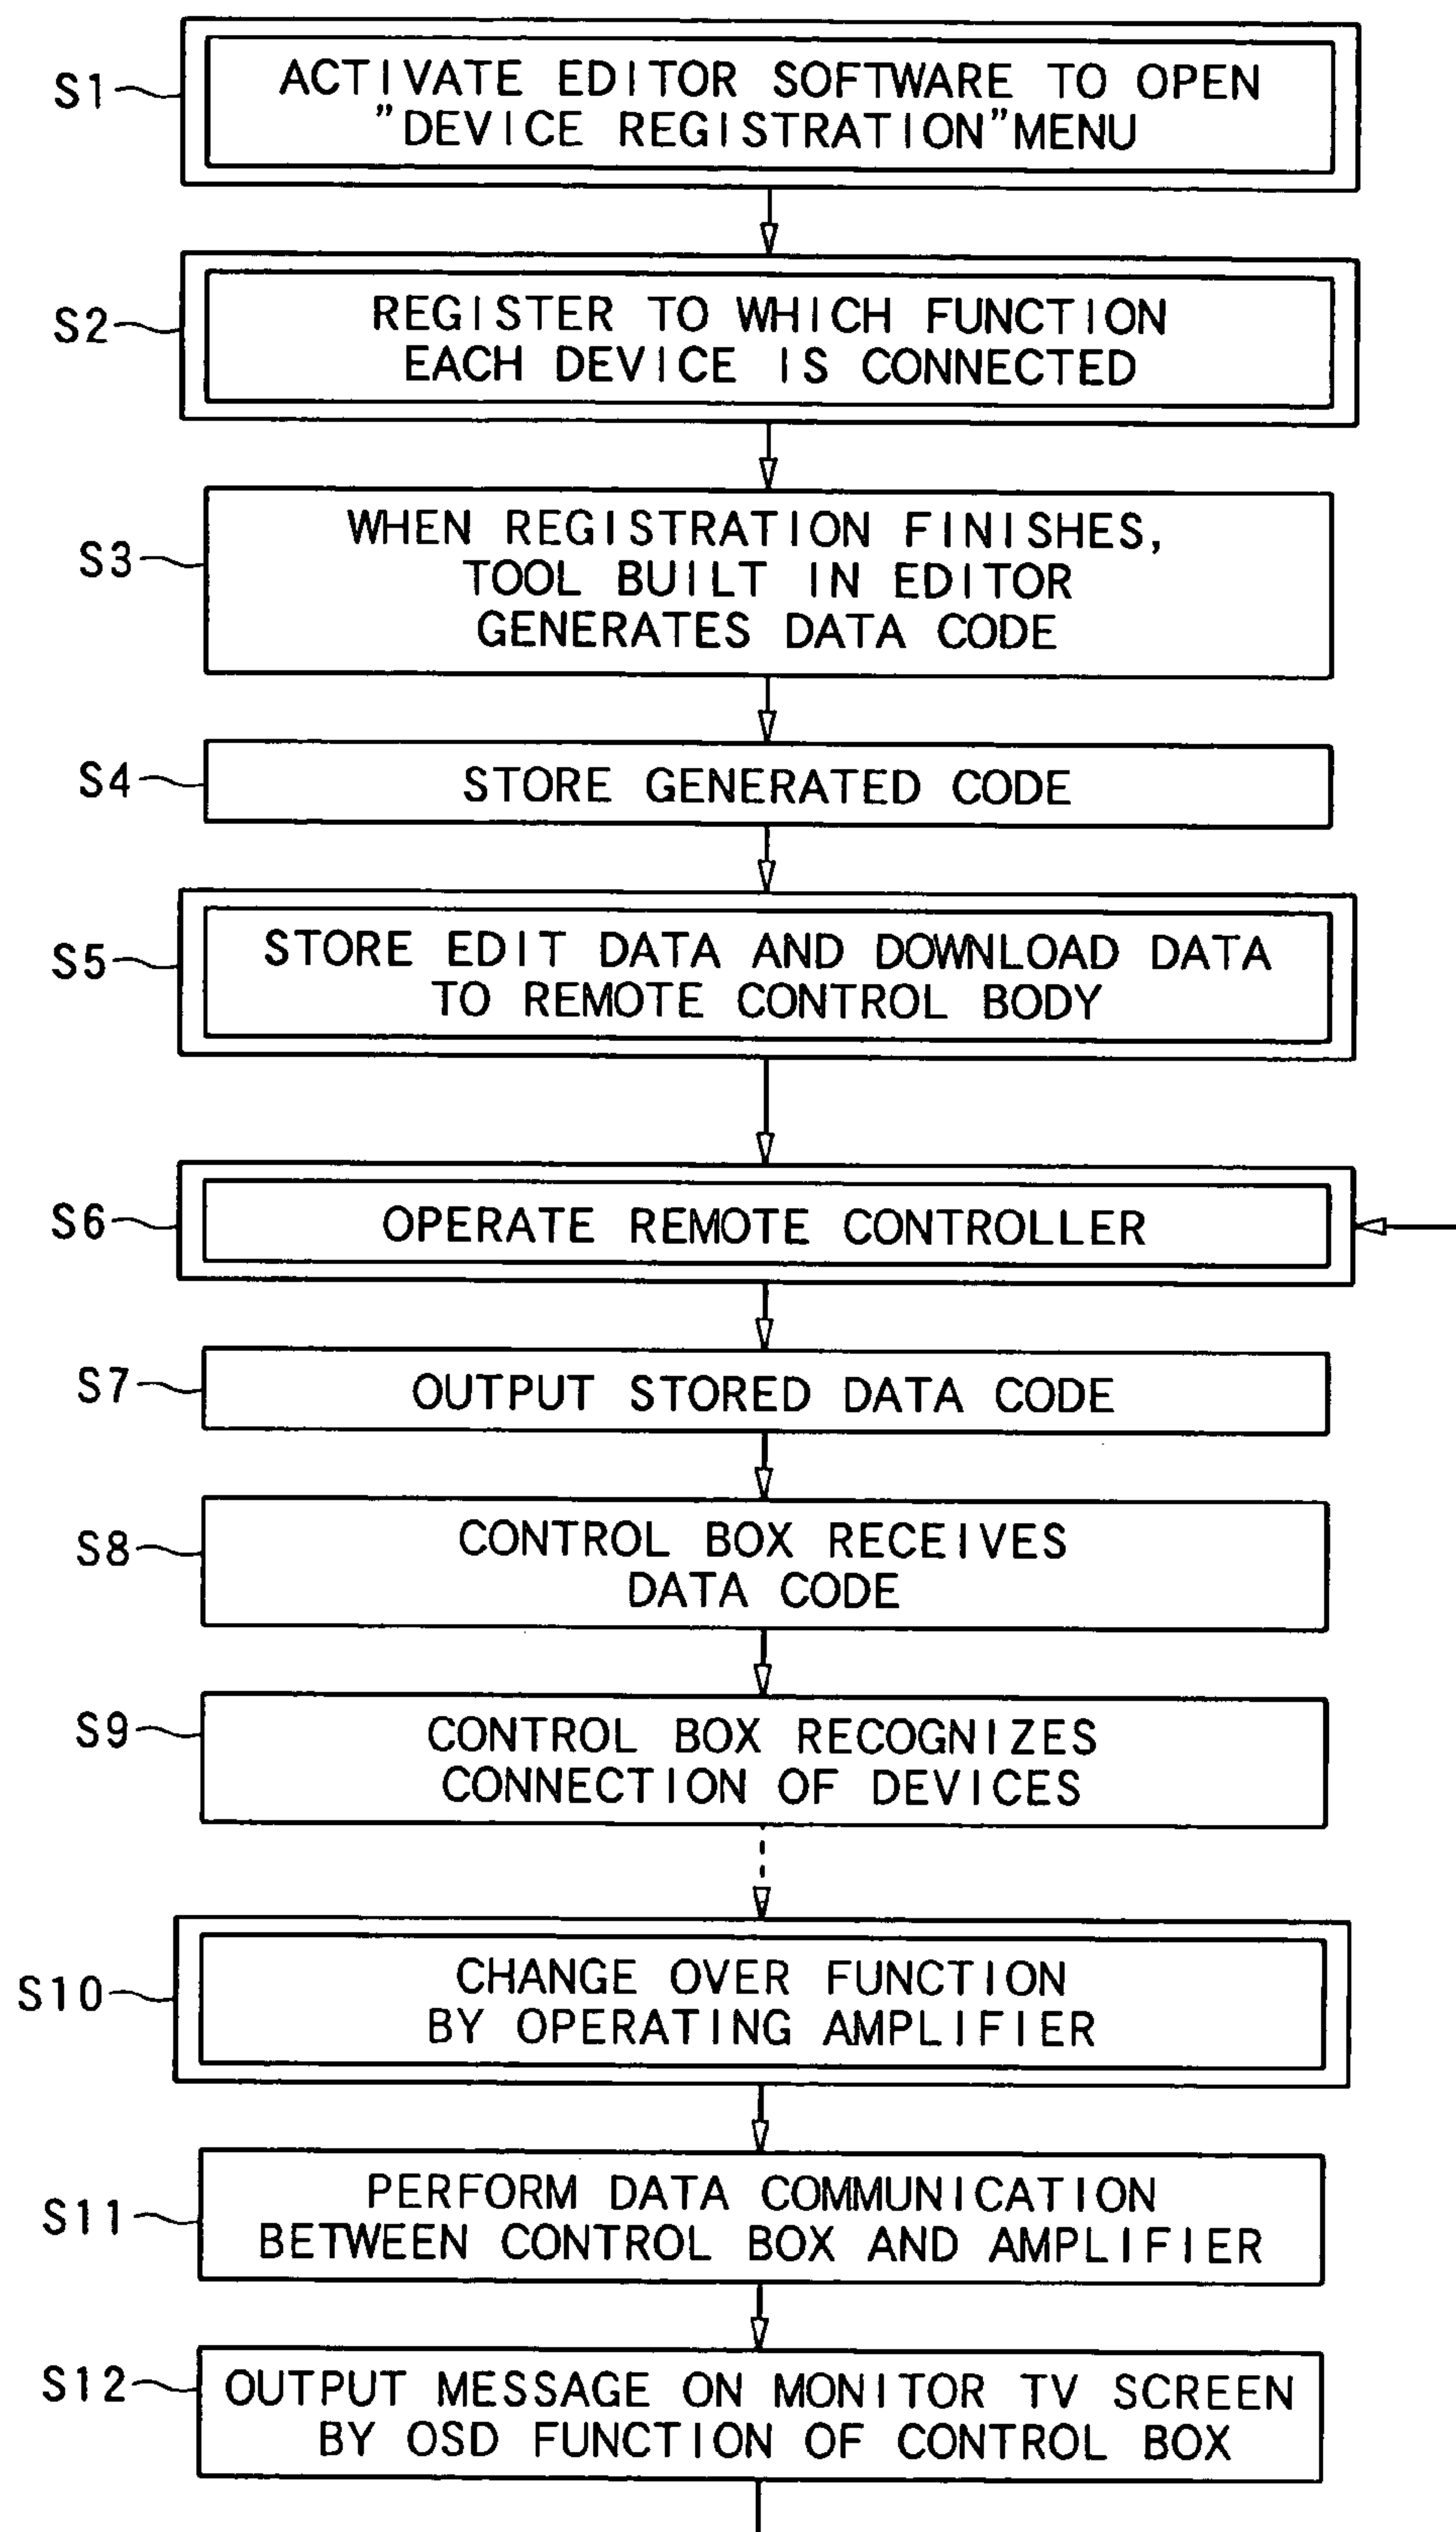 S1
ACTIVATE EDITOR SOFTWARE TO OPEN
"DEVICE REGISTRATION" MENU
S2
REGISTER TO WHICH FUNCTION
EACH DEVICE IS CONNECTED
S3
WHEN REGISTRATION FINISHES,
TOOL BUILT IN EDITOR
GENERATES DATA CODE
S4
STORE GENERATED CODE
S5
STORE EDIT DATA AND DOWNLOAD DATA
TO REMOTE CONTROL BODY
S6
OPERATE REMOTE CONTROLLER
S7
OUTPUT STORED DATA CODE
S8
CONTROL BOX RECEIVES
DATA CODE
S9
CONTROL BOX RECOGNIZES
CONNECTION OF DEVICES
S10
CHANGE OVER FUNCTION
BY OPERATING AMPLIFIER
S11
PERFORM DATA COMMUNICATION
BETWEEN CONTROL BOX AND AMPLIFIER
S12
OUTPUT MESSAGE ON MONITOR TV SCREEN
BY OSD FUNCTION OF CONTROL BOX